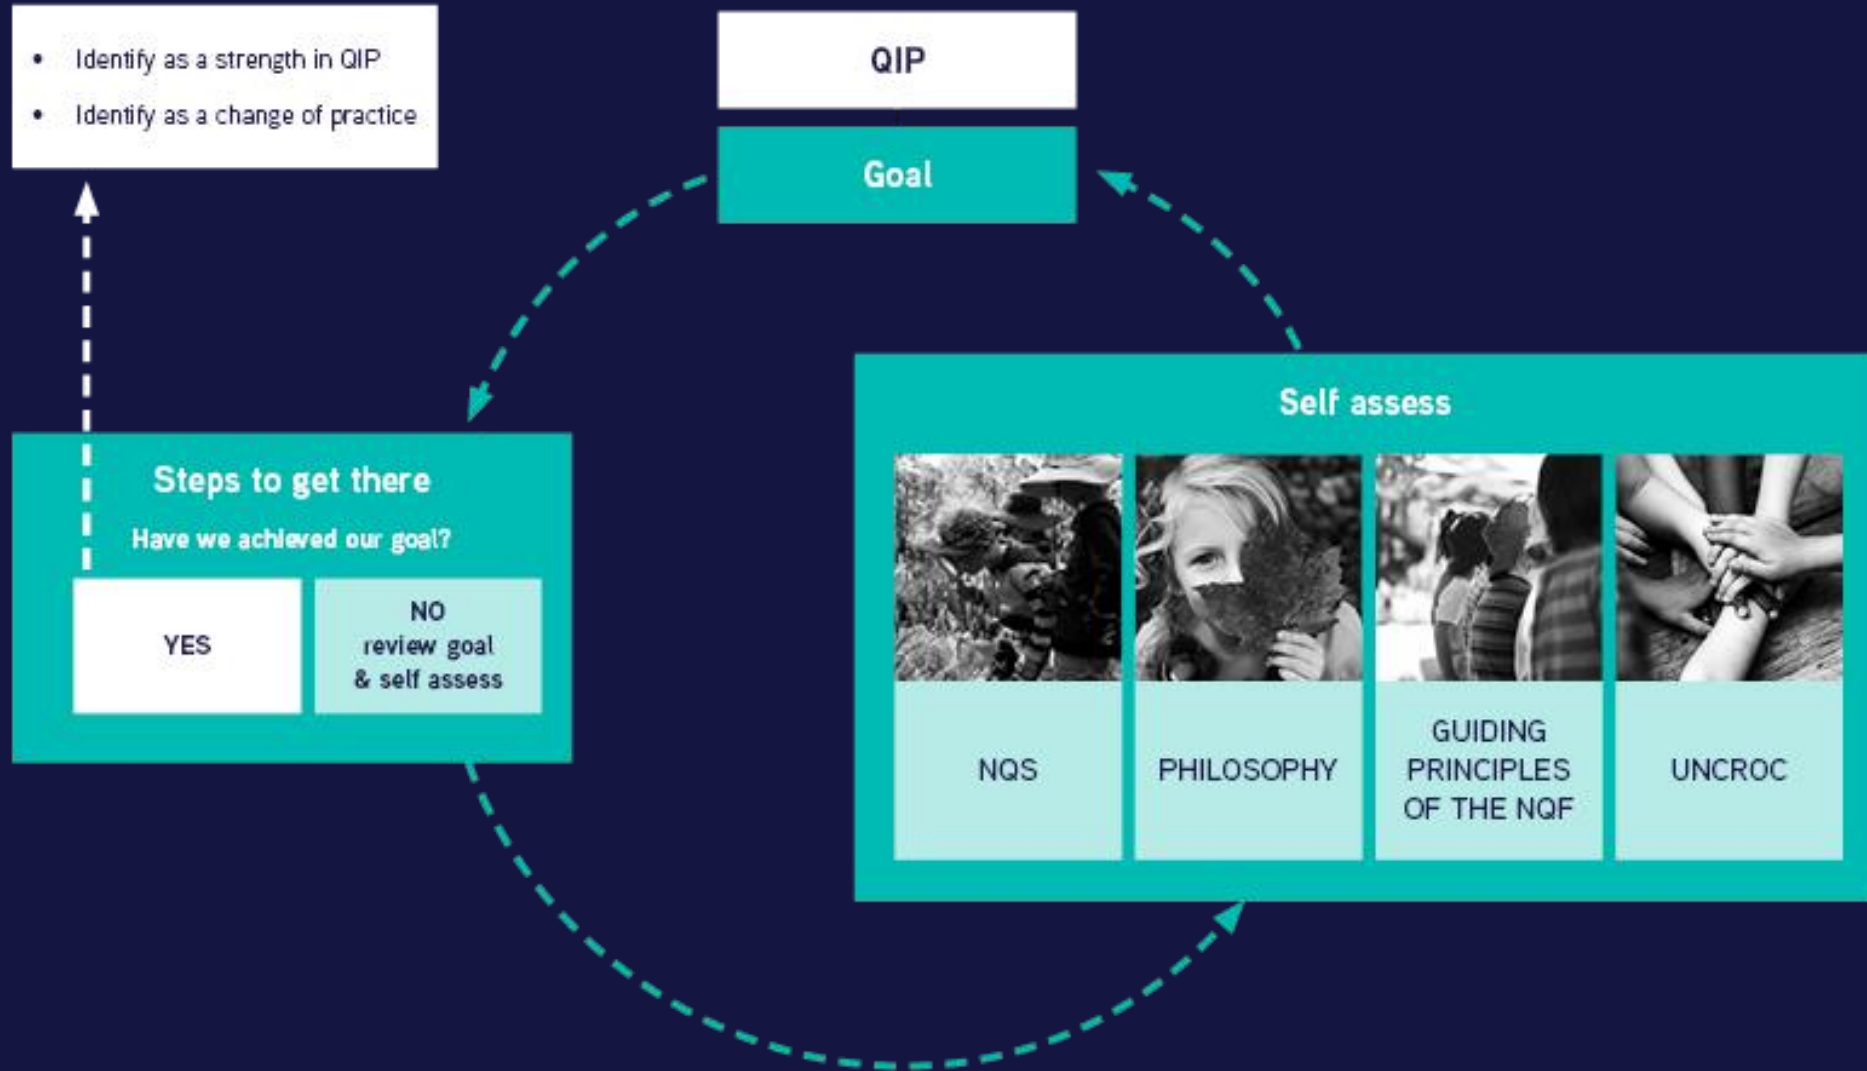 • Identify as a strength in QIP
• Identify as a change of practice
QIP
Goal
Steps to get there
Have we achieved our goal?
YES
NO
review goal
& self assess
Self assess
NQS
PHILOSOPHY
GUIDING
PRINCIPLES
OF THE NQF
UNCROC